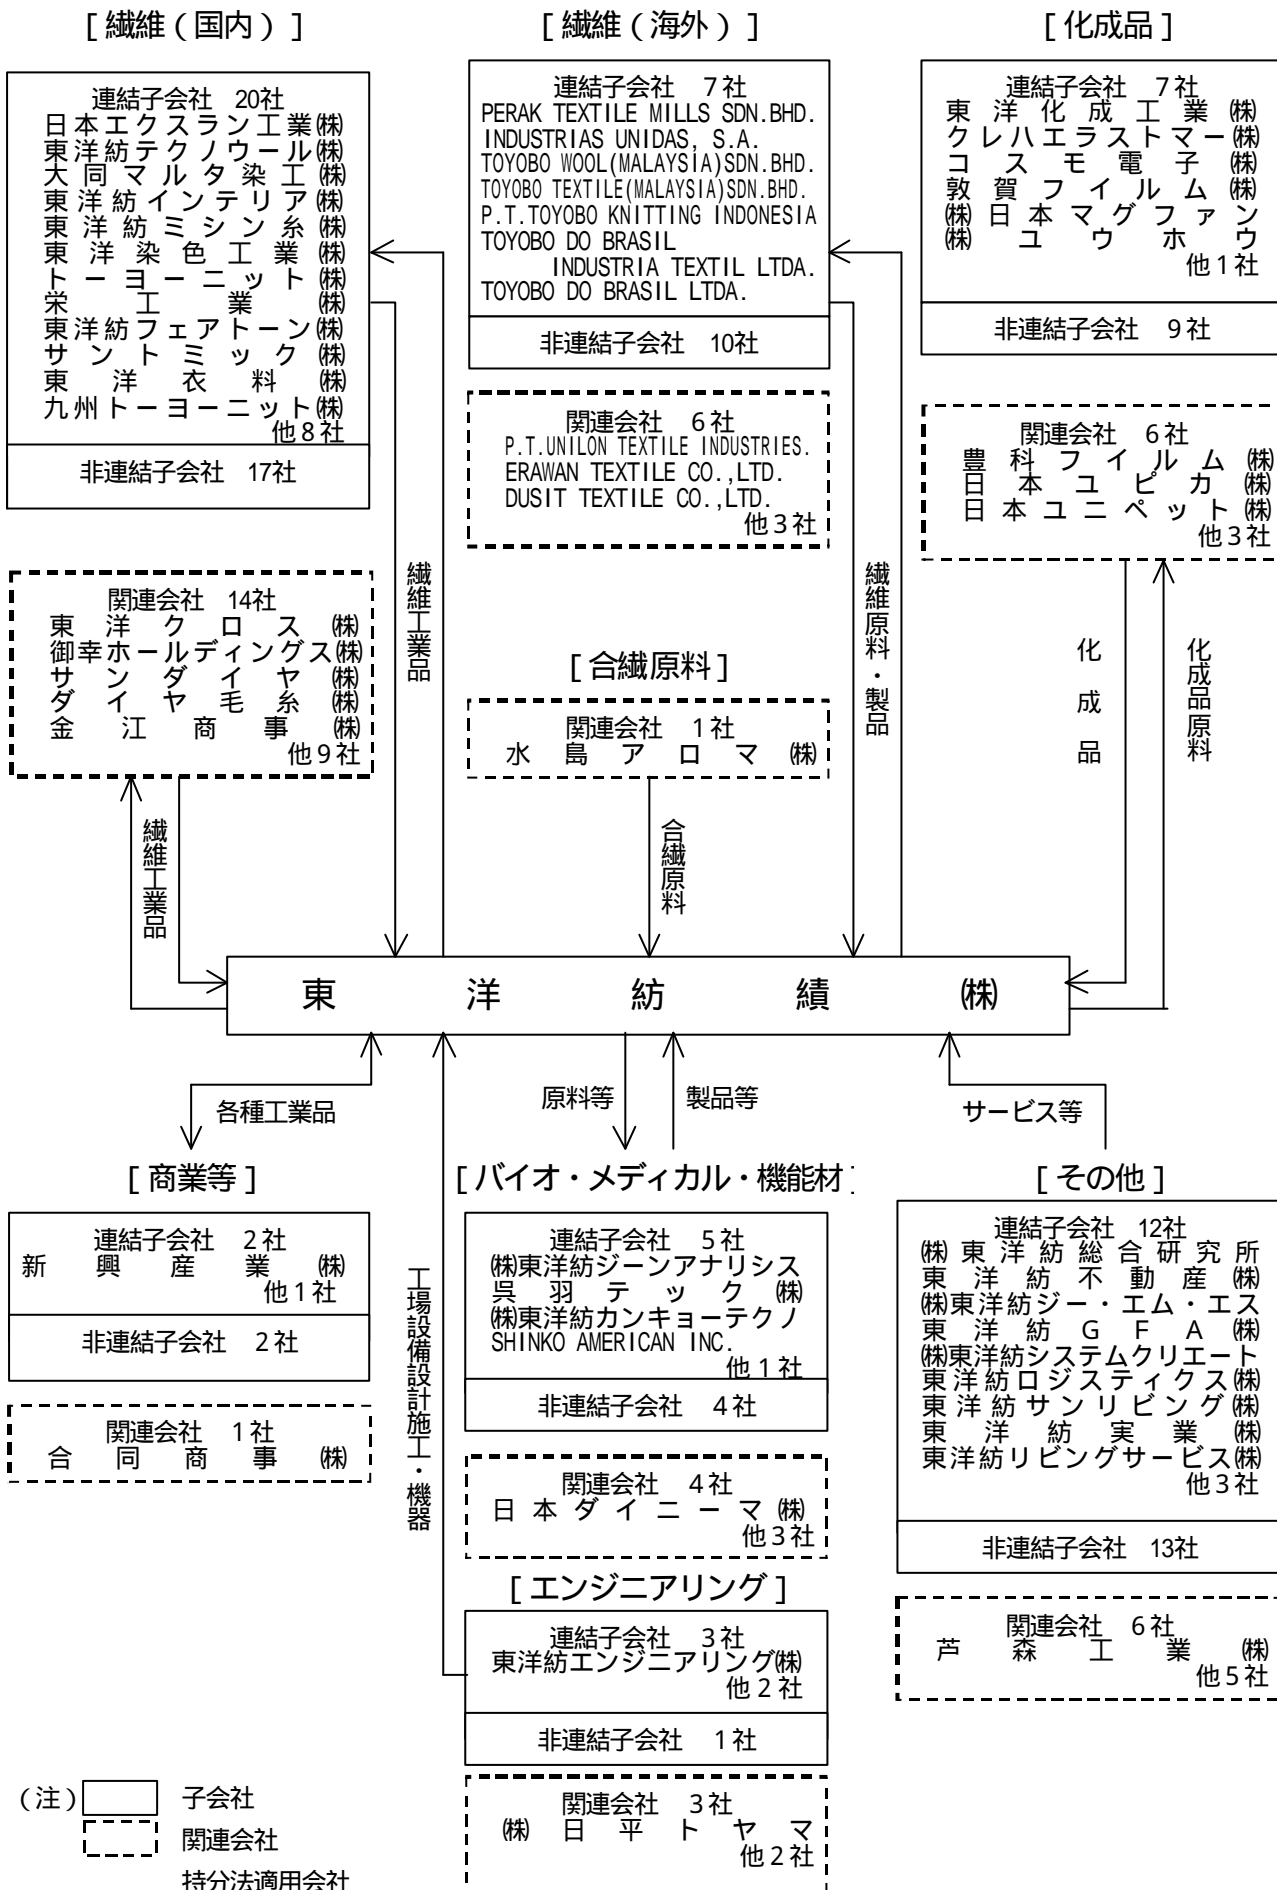 ［繊維（国内）］
連結子会社 20社
日本エクスラン工業㈱
東洋紡テクノウール㈱
大同マルタ染工㈱
東洋紡インテリア㈱
東洋紡ミシン糸㈱
東洋染色工業㈱
トーヨーニット㈱
栄工業㈱
東洋紡フェアトーン㈱
サントミック㈱
東洋衣料㈱
九州トーヨーニット㈱
他8社
非連結子会社 17社
関連会社 14社
東洋クロス㈱
御幸ホールディングス㈱
サンダイヤ㈱
ダイヤ毛糸㈱
金江商事㈱
他9社
繊維工業品
繊維工業品
［繊維（海外）］
連結子会社 7社
PERAK TEXTILE MILLS SDN.BHD.
INDUSTRIAS UNIDAS, S.A.
TOYOBO WOOL(MALAYSIA)SDN.BHD.
TOYOBO TEXTILE(MALAYSIA)SDN.BHD.
P.T.TOYOBO KNITTING INDONESIA
TOYOBO DO BRASIL
INDUSTRIA TEXTIL LTDA.
TOYOBO DO BRASIL LTDA.
非連結子会社 10社
関連会社 6社
P.T.UNILON TEXTILE INDUSTRIES.
ERAWAN TEXTILE CO.,LTD.
DUSIT TEXTILE CO.,LTD.
他3社
繊維原料・製品
［合繊原料］
関連会社 1社
水島アロマ㈱
合繊原料
［化成品］
連結子会社 7社
東洋化成工業㈱
クレハエラストマー㈱
コスモ電子㈱
敦賀フイルム㈱
㈱日本マグファン
㈱ユウホウ
他1社
非連結子会社 9社
関連会社 6社
豊科フイルム㈱
日本ユピカ㈱
日本ユニペット㈱
他3社
化成品
化成品原料
東洋紡績㈱
各種工業品
原料等
製品等
サービス等
［商業等］
連結子会社 2社
新興産業㈱
他1社
非連結子会社 2社
関連会社 1社
合同商事㈱
工場設備設計施工・機器
［バイオ・メディカル・機能材］
連結子会社 5社
㈱東洋紡ジーンアナリシス
呉羽テック㈱
㈱東洋紡カンキョーテクノ
SHINKO AMERICAN INC.
他1社
非連結子会社 4社
関連会社 4社
日本ダイニーマ㈱
他3社
［エンジニアリング］
連結子会社 3社
東洋紡エンジニアリング㈱
他2社
非連結子会社 1社
関連会社 3社
㈱日平トヤマ
他2社
［その他］
連結子会社 12社
㈱東洋紡総合研究所
東洋紡不動産㈱
㈱東洋紡ジー・エム・エス
東洋紡GFA㈱
㈱東洋紡システムクリエート
東洋紡ロジスティクス㈱
東洋紡サンリビング㈱
東洋紡実業㈱
東洋紡リビングサービス㈱
他3社
非連結子会社 13社
関連会社 6社
芦森工業㈱
他5社
（注）
子会社
関連会社
持分法適用会社